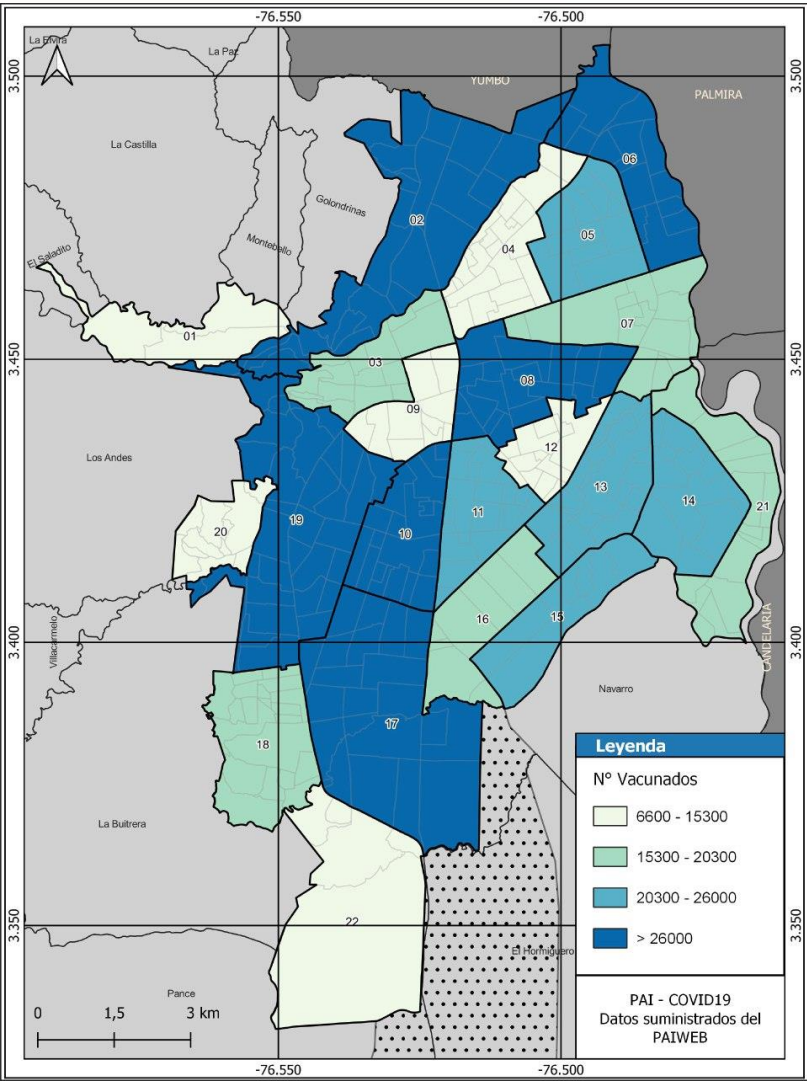 -76.550
-76.500
La Elvira
La Paz
3.500
3.500
YUMBO
PALMIRA
La Castilla
06
Golondrinas
02
05
04
Montebello
El Saladito
07
01
3.450
3.450
03
08
09
12
Los Andes
13
14
21
11
19
20
10
16
15
3.400
3.400
Villacarmelo
CANDELARIA
Navarro
17
18
Leyenda
N° Vacunados
6600 - 15300
15300 - 20300
20300 - 26000
> 26000
La Buitrera
22
3.350
3.350
El Hormiguero
Pance
0 1,5 3 km
PAI - COVID19
Datos suministrados del
PAIWEB
-76.550
-76.500